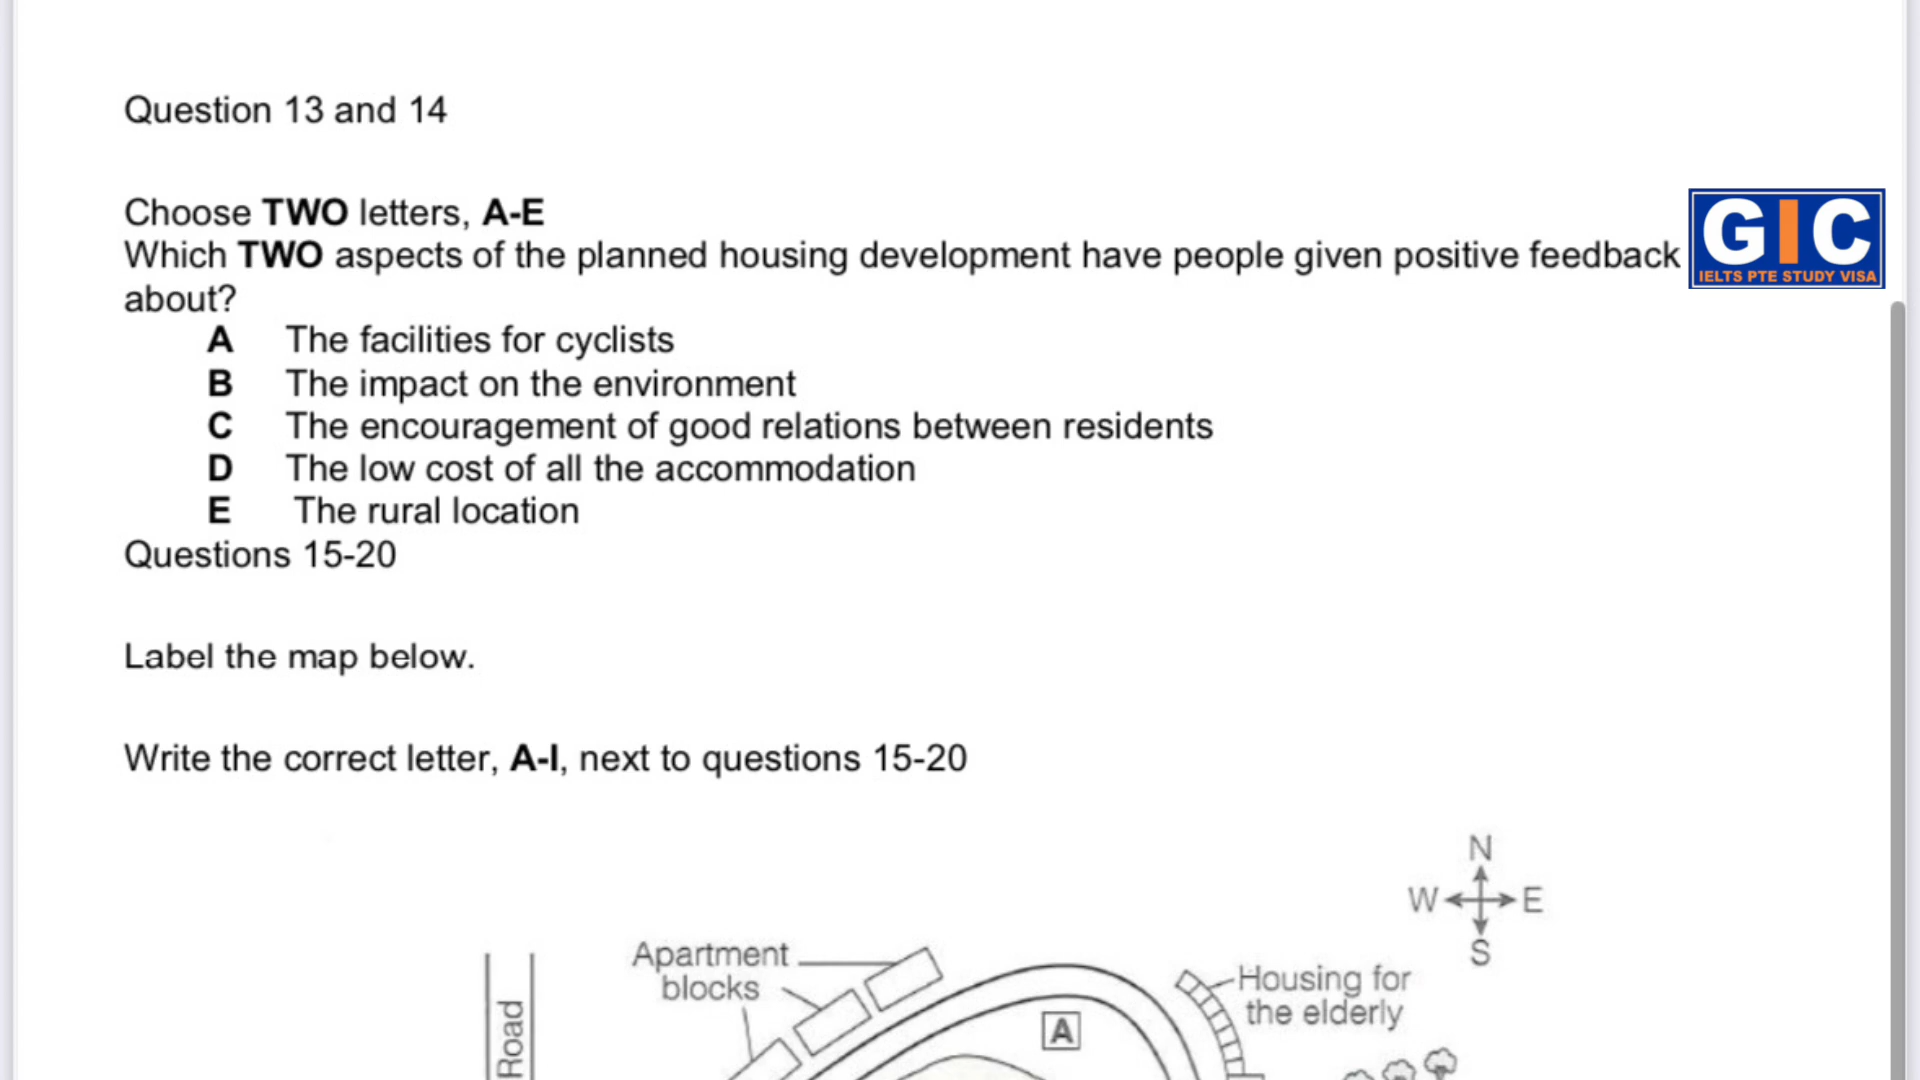 Question 13 and 14
Choose TWO letters, A-E
Which TWO aspects of the planned housing development have people given positive feedback
about?
A The facilities for cyclists
B The impact on the environment
C The encouragement of good relations between residents
D The low cost of all the accommodation
E The rural location
Questions 15-20
Label the map below.
Write the correct letter, A-I, next to questions 15-20
GIC
IELTS PTE STUDY VISA
N
W E
S
Apartment
blocks
Housing for
the elderly
A
Road